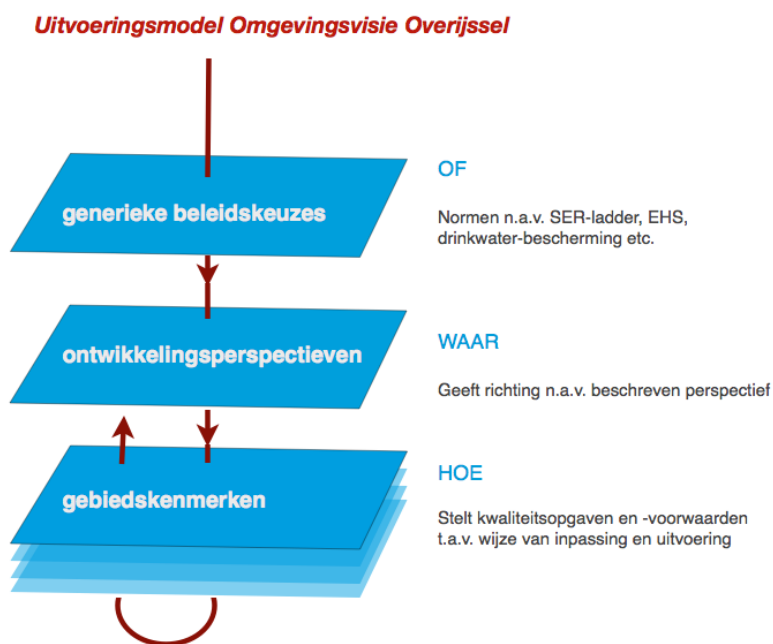 Uitvoeringsmodel Omgevingsvisie Overijssel
generieke beleidskeuzes
OF
Normen n.a.v. SER-ladder, EHS,
drinkwater-bescherming etc.
ontwikkelingsperspectieven
WAAR
Geeft richting n.a.v. beschreven perspectief
gebiedskenmerken
HOE
Stelt kwaliteitsopgaven en -voorwaarden
t.a.v. wijze van inpassing en uitvoering